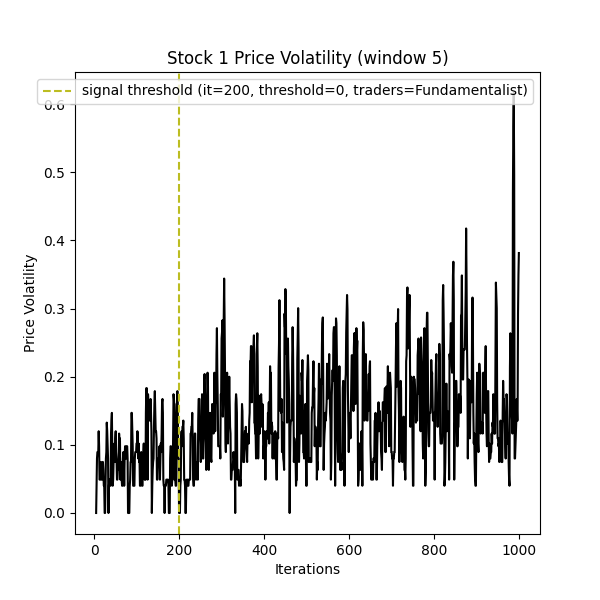 Stock 1 Price Volatility (window 5)
signal threshold (it=200, threshold=0, traders=Fundamentalist)
0.6
0.5
0.4
0.3
0.2
0.1
0.0
Price Volatility
0 200 400 600 800 1000
Iterations